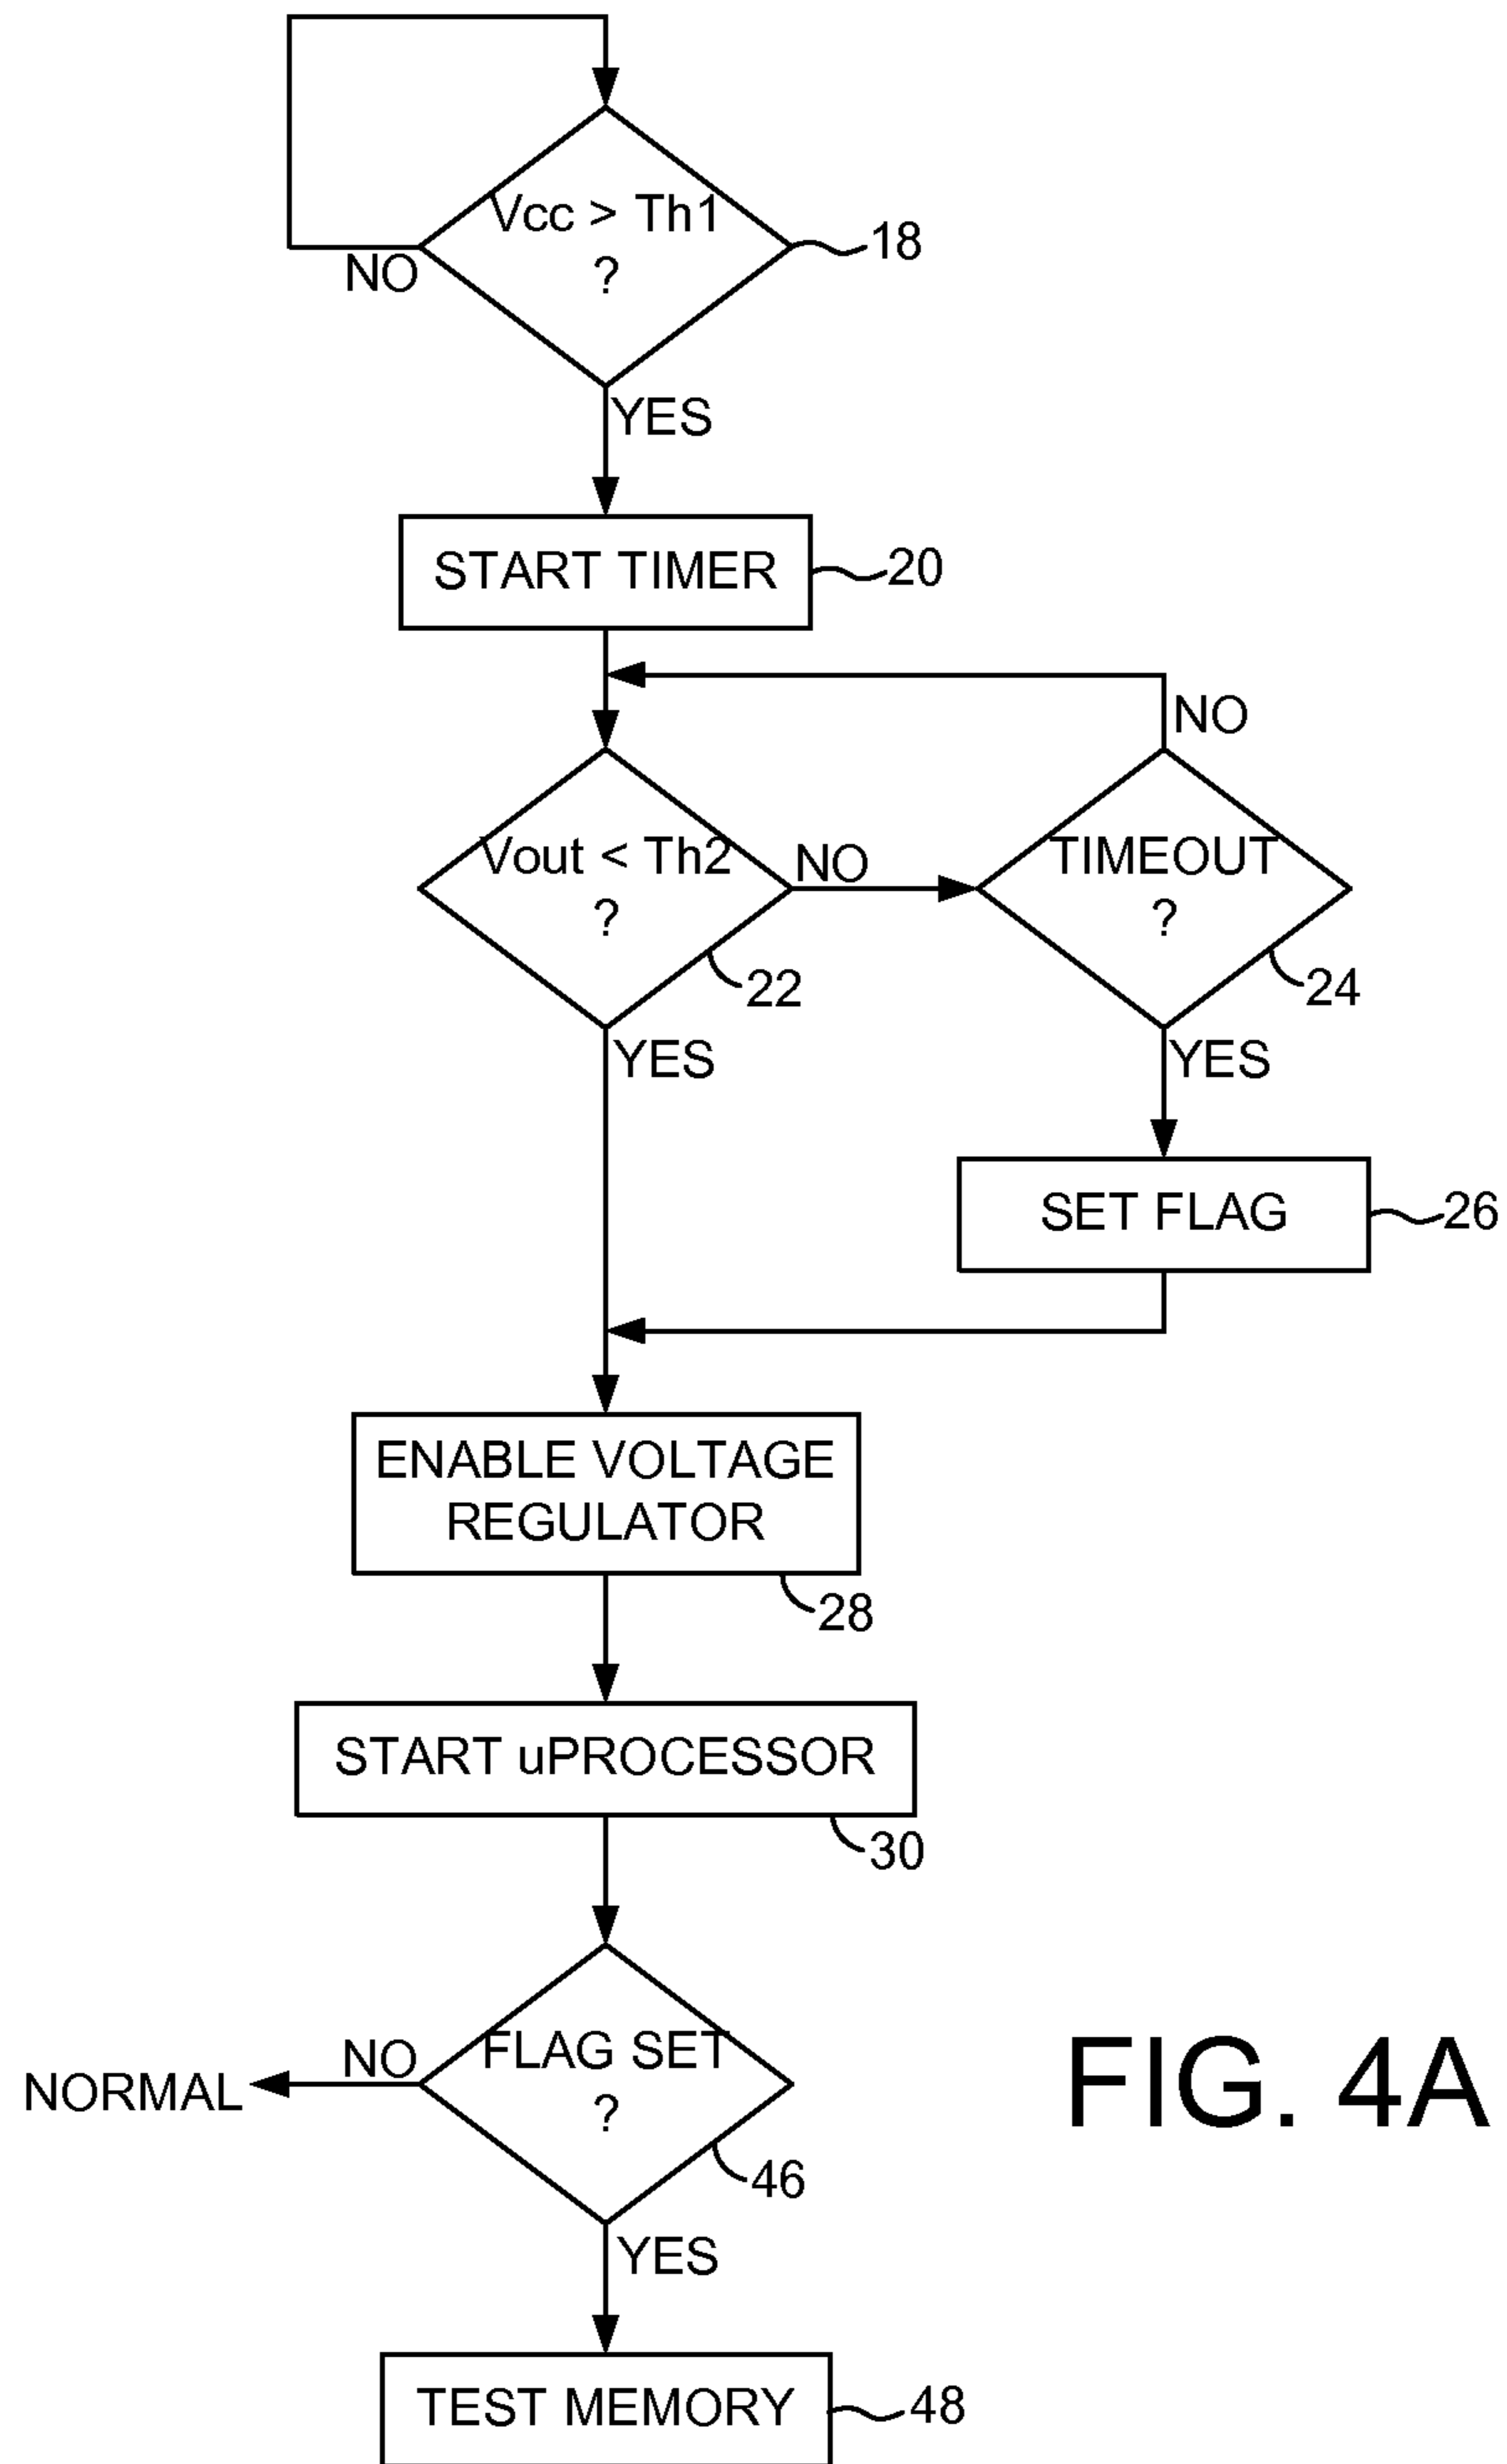 Vcc > Th1
?
18
NO
YES
START TIMER
20
NO
Vout < Th2
?
NO
TIMEOUT
?
22
24
YES
YES
SET FLAG
26
ENABLE VOLTAGE
REGULATOR
28
START uPROCESSOR
30
FLAG SET
?
NO
NORMAL
46
YES
TEST MEMORY
48
FIG. 4A